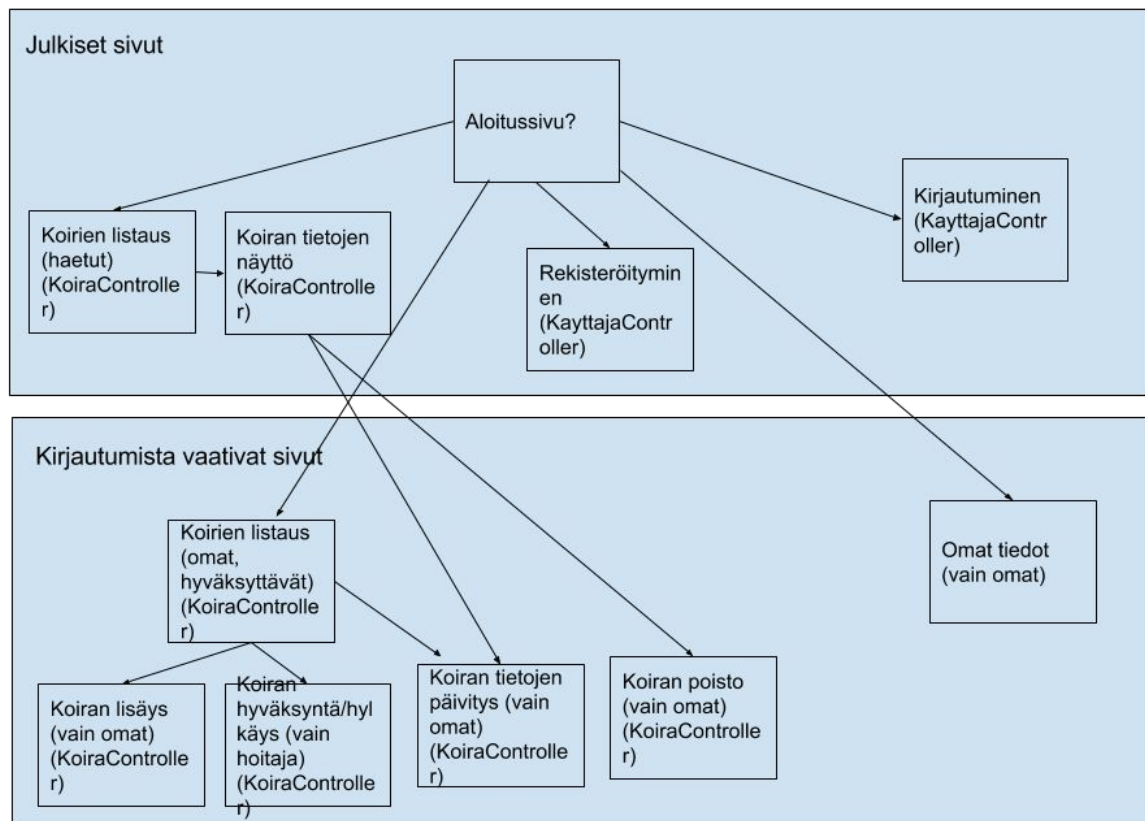 Julkiset sivut
Aloitussivu?
Kirjautuminen
(KayttajaContr
oller)
Koirien listaus
(haetut)
(KoiraControlle
r)
Koiran tietojen
näyttö
(KoiraControlle
r)
Rekisteröitymin
en
(KayttajaContr
oller)
Kirjautumista vaativat sivut
Koirien listaus
(omat,
hyväksyttävät)
(KoiraControlle
r)
Omat tiedot
(vain omat)
Koiran lisäys
(vain omat)
(KoiraControlle
r)
Koiran
hyväksyntä/hyl
käys (vain
hoitaja)
(KoiraControlle
r)
Koiran tietojen
päivitys (vain
omat)
(KoiraControlle
r)
Koiran poisto
(vain omat)
(KoiraControlle
r)